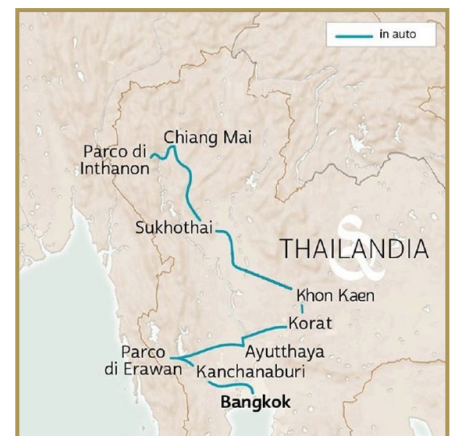 in auto
Chiang Mai
Parco di
Inthanon
Sukhothai
THAILANDIA
&
Khon Kaen
Korat
Ayutthaya
Parco
di Erawan
Kanchanaburi
Bangkok